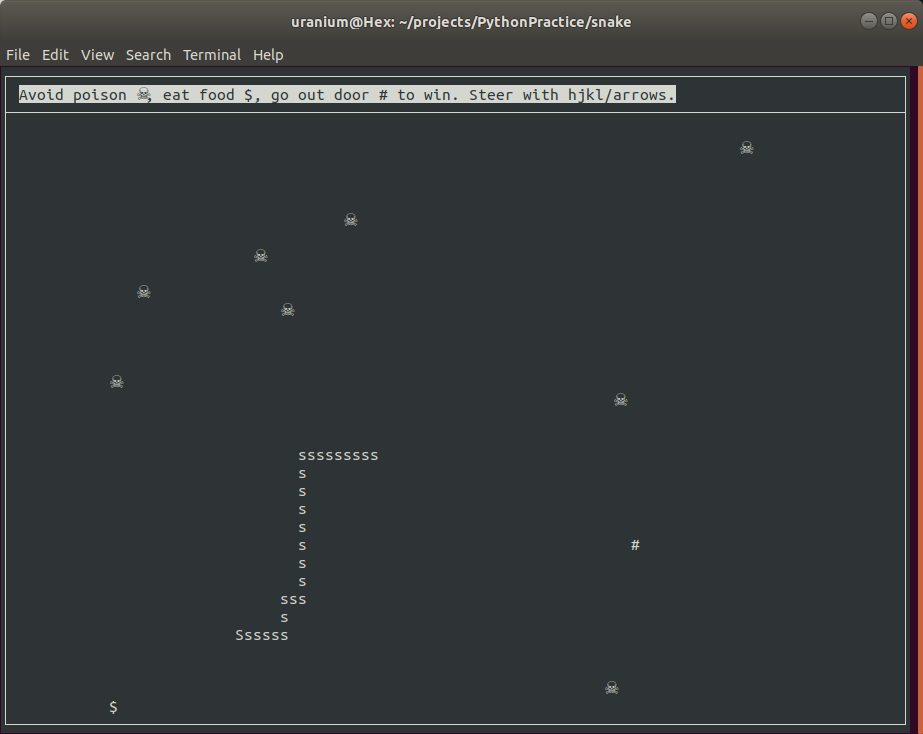 uranium@Hex: ~/projects/PythonPractice/snake
File Edit View Search Terminal Help
Avoid poison ☠, eat food $, go out door # to win. Steer with hjkl/arrows.
☠
☠
☠
☠
☠
☠
☠
sssssssss
s
s
s
s
s #
s
s
sss
s
Ssssss
☠
$